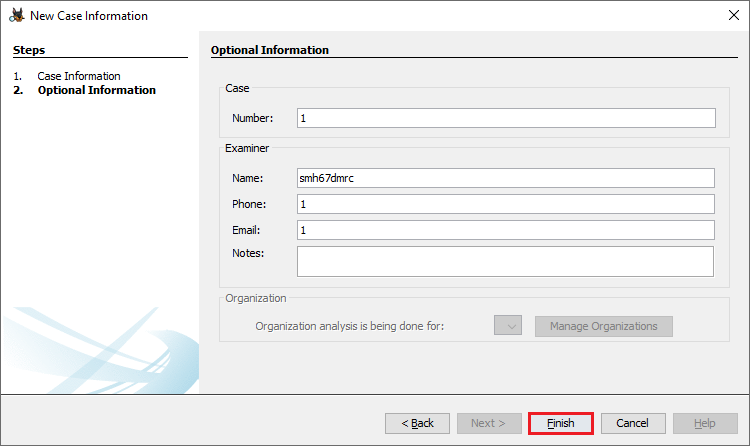 New Case Information
Steps
1. Case Information
2. Optional Information
Optional Information
Case
Number: 1
Examiner
Name: smh67dmrc
Phone: 1
Email: 1
Notes:
Organization
Organization analysis is being done for: Manage Organizations
< Back Next > Finish Cancel Help